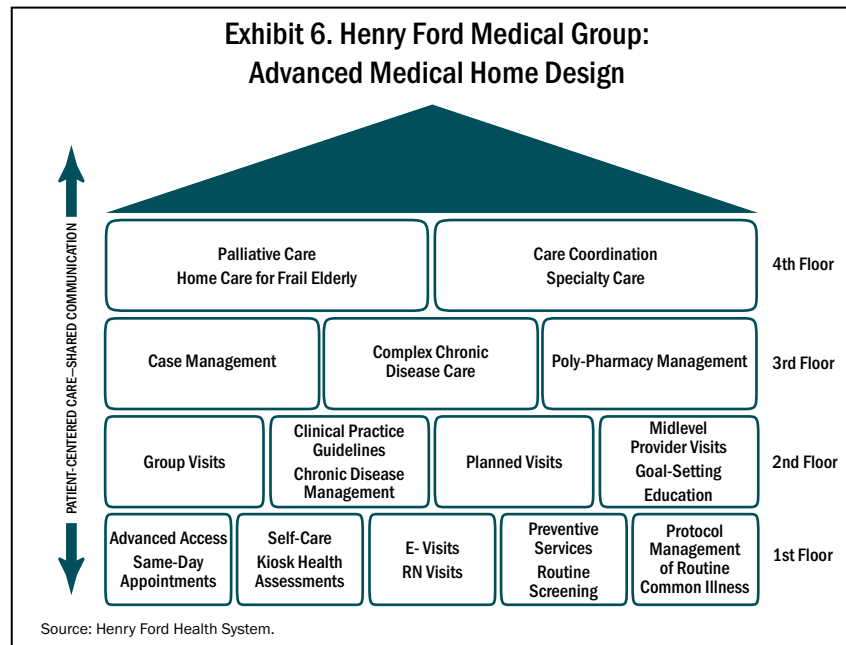 Exhibit 6. Henry Ford Medical Group:
Advanced Medical Home Design
PATIENT-CENTERED CARE—SHARED COMMUNICATION
Palliative Care
Home Care for Frail Elderly
Care Coordination
Specialty Care
4th Floor
Case Management
Complex Chronic
Disease Care
Poly-Pharmacy Management
3rd Floor
Group Visits
Clinical Practice
Guidelines
Chronic Disease
Management
Planned Visits
Midlevel
Provider Visits
Goal-Setting
Education
2nd Floor
Advanced Access
Same-Day
Appointments
Self-Care
Kiosk Health
Assessments
E- Visits
RN Visits
Preventive
Services
Routine
Screening
Protocol
Management
of Routine
Common Illness
1st Floor
Source: Henry Ford Health System.